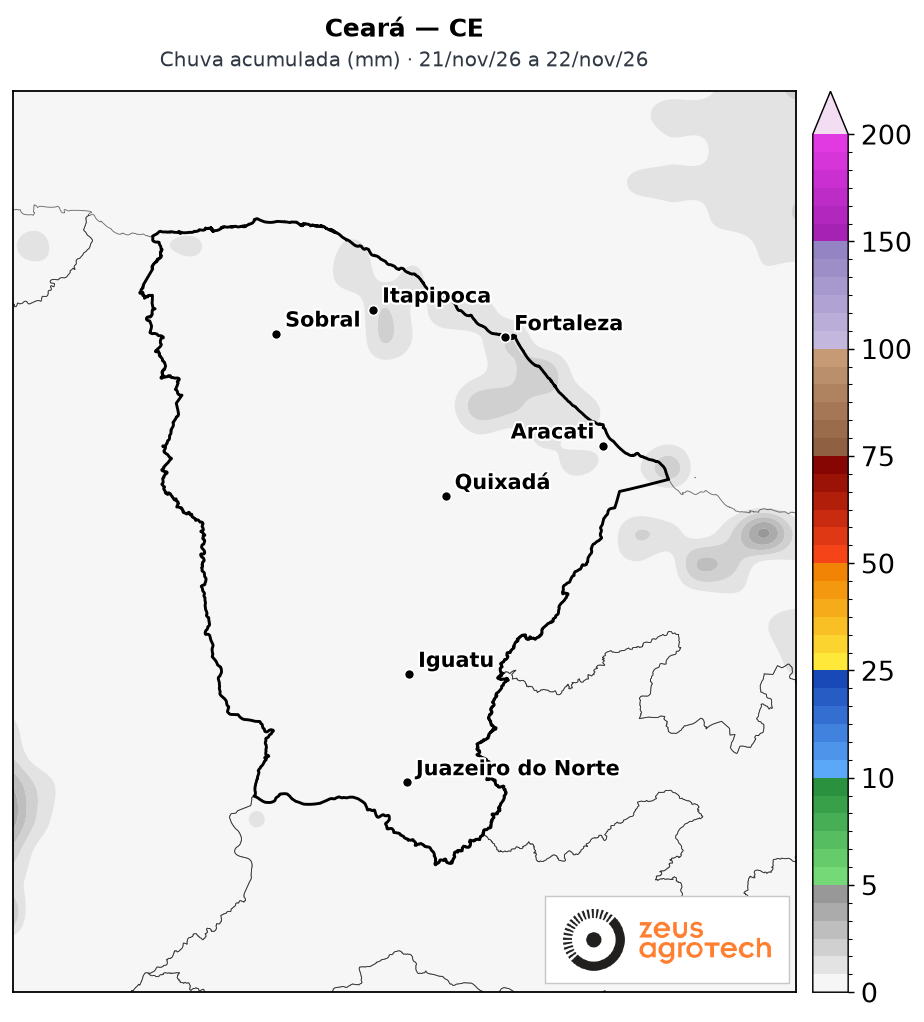 Ceará — CE
Chuva acumulada (mm) · 21/nov/26 a 22/nov/26
200
150
100
75
50
25
10
5
0
Itapipoca
Sobral
Fortaleza
Aracati
Quixadá
Iguatu
Juazeiro do Norte
zeus
agrotech